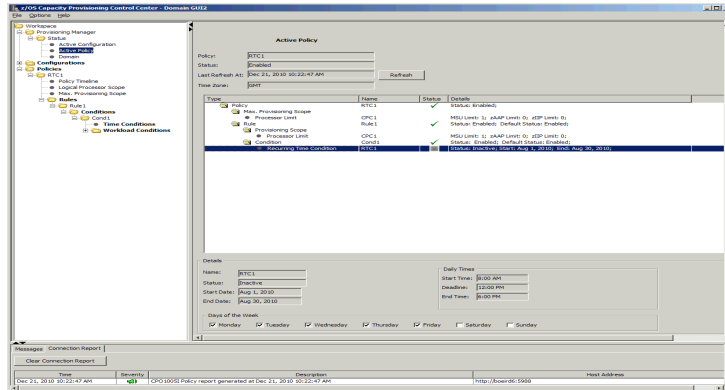 z/OS Capacity Provisioning Control Center - Domain GUI2
File Options Help
Workspace
Provisioning Manager
Status
Active Configuration
Active Policy
Domain
Configurations
Policies
RTC1
Policy Timeline
Logical Processor Scope
Max. Provisioning Scope
Rules
Rule1
Conditions
Cond1
Time Conditions
Workload Conditions
Active Policy
Policy: RTC1
Status: Enabled
Last Refresh At: Dec 21, 2010 10:22:47 AM Refresh
Time Zone: GMT
Type Name Status Details
Policy RTC1 Status: Enabled;
Max. Provisioning Scope
Processor Limit CPC1 MSU Limit: 1; zAAP Limit: 0; zIIP Limit: 0;
Rule Rule1 Status: Enabled; Default Status: Enabled;
Provisioning Scope
Processor Limit CPC1 MSU Limit: 1; zAAP Limit: 0; zIIP Limit: 0;
Condition Cond1 Status: Enabled; Default Status: Enabled;
Recurring Time Condition RTC1 Status: Inactive; Start: Aug 1, 2010; End: Aug 30, 2010;
Details
Name: RTC1
Status: Inactive
Start Date: Aug 1, 2010
End Date: Aug 30, 2010
Daily Times
Start Time: 8:00 AM
Deadline: 12:00 PM
End Time: 6:00 PM
Days of the Week
Monday Tuesday Wednesday Thursday Friday Saturday Sunday
Messages Connection Report
Clear Connection Report
Time Severity Description Host Address
Dec 21, 2010 10:22:47 AM CPO1005I Policy report generated at Dec 21, 2010 10:22:47 AM http://boeird6:5988